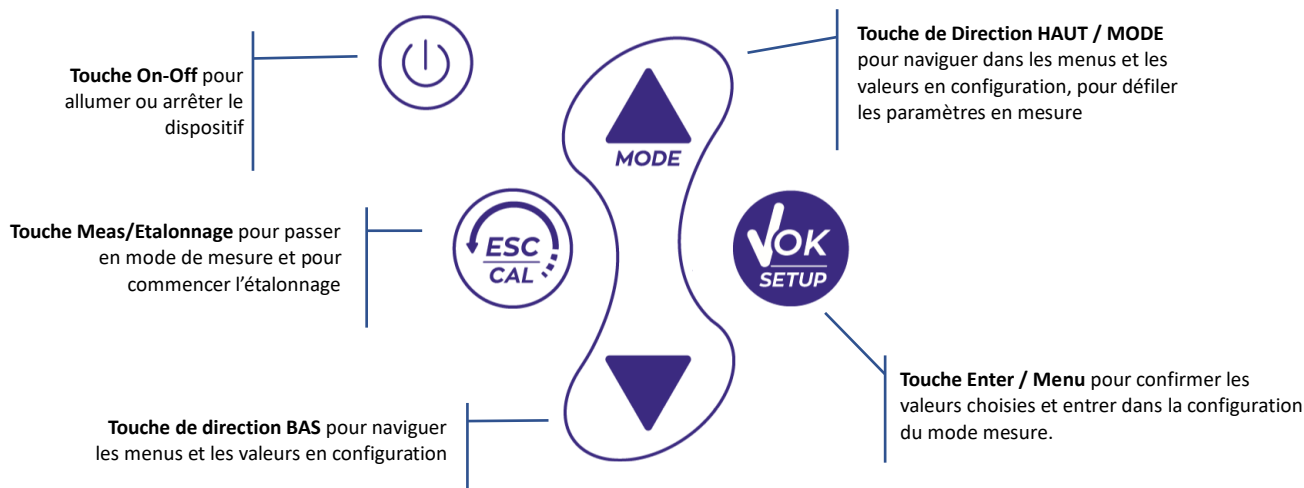 Touche On-Off pour
allumer ou arrêter le
dispositif
Touche de Direction HAUT / MODE
pour naviguer dans les menus et les
valeurs en configuration, pour défiler
les paramètres en mesure
MODE
Touche Meas/Etalonnage pour passer
en mode de mesure et pour
commencer l’étalonnage
ESC
CAL
OK
SETUP
Touche de direction BAS pour naviguer
les menus et les valeurs en configuration
Touche Enter / Menu pour confirmer les
valeurs choisies et entrer dans la configuration
du mode mesure.